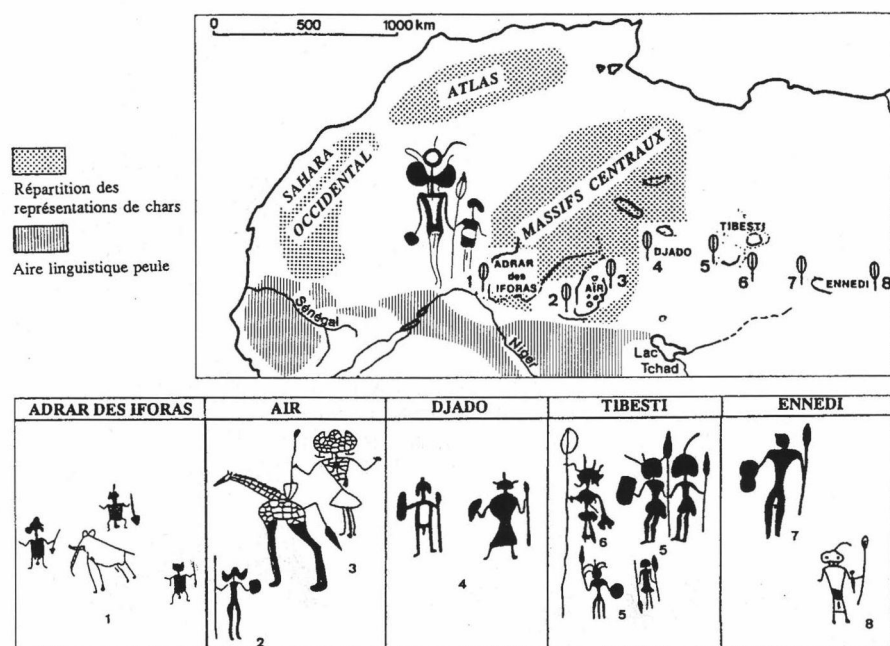 0 500 1000 km
ATLAS
SAHARA
OCCIDENTAL
MASSIFS CENTRAUX
Répartition des
représentations de chars
Aire linguistique peule
TIBESTI
DJADO
ADRAR
des
IFORAS
AÏR
ENNEDI
1
2
3
4
5
6
7
8
Sénégal
Niger
Lac
Tchad
ADRAR DES IFORAS AIR DJADO TIBESTI ENNEDI
1
2
3
4
6
5
5
7
8